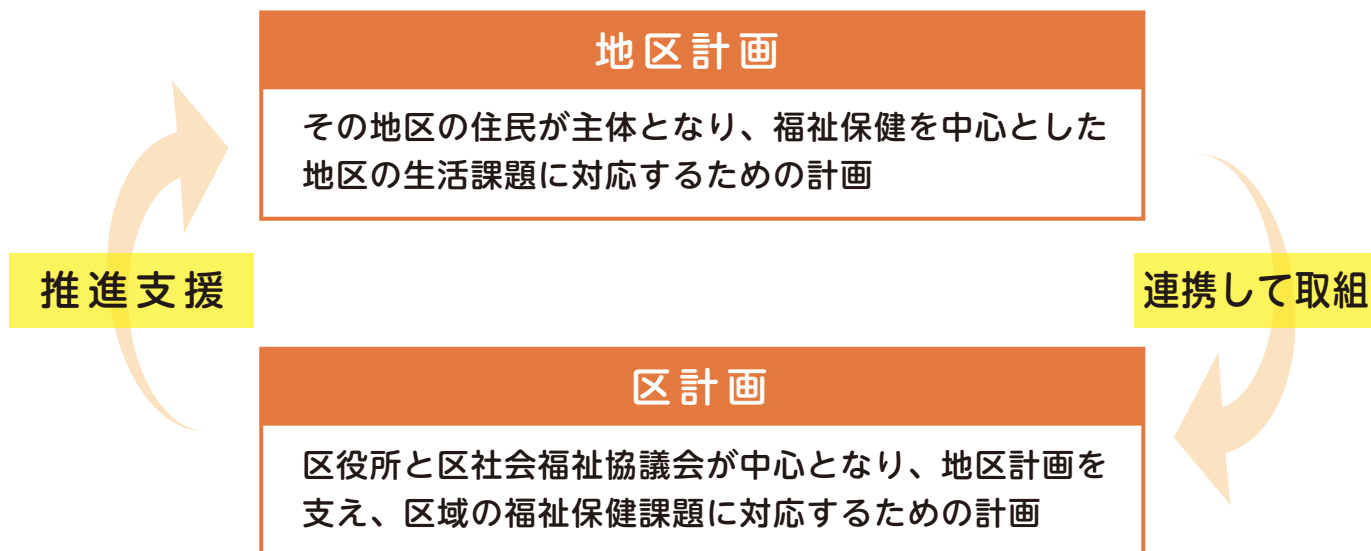 地区計画
その地区の住民が主体となり、福祉保健を中心とした
地区の生活課題に対応するための計画
推進支援
連携して取組
区計画
区役所と区社会福祉協議会が中心となり、地区計画を
支え、区域の福祉保健課題に対応するための計画